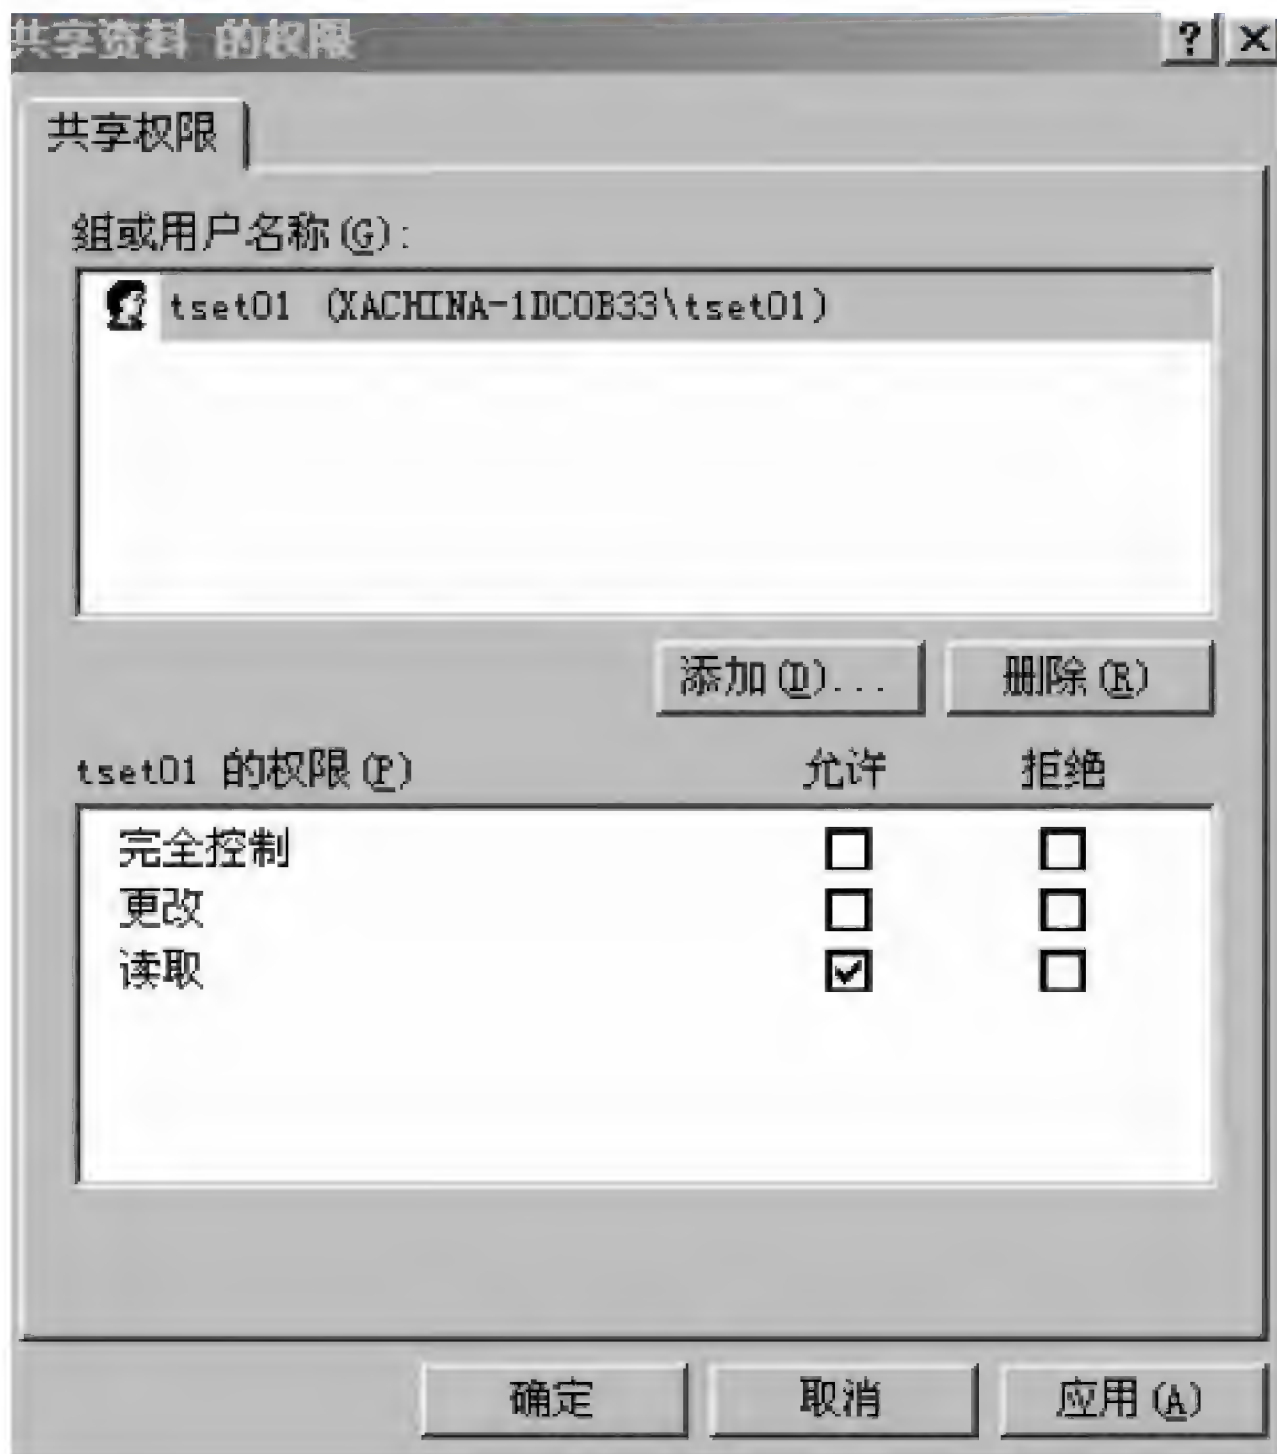 共享资料 的权限
共享权限
组或用户名称(G):
tset01 (XACHINA-1DC0B33\tset01)
添加(D)... 删除(R)
tset01 的权限(P) 允许 拒绝
完全控制
更改
读取
确定 取消 应用(A)